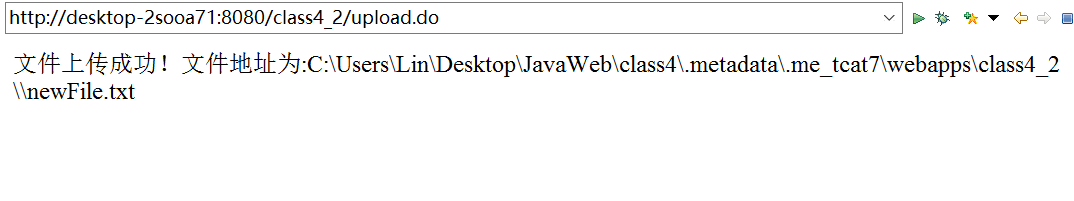 http://desktop-2sooa71:8080/class4_2/upload.do
文件上传成功！文件地址为:C:\Users\Lin\Desktop\JavaWeb\class4\.metadata\.me_tcat7\webapps\class4_2
\\newFile.txt